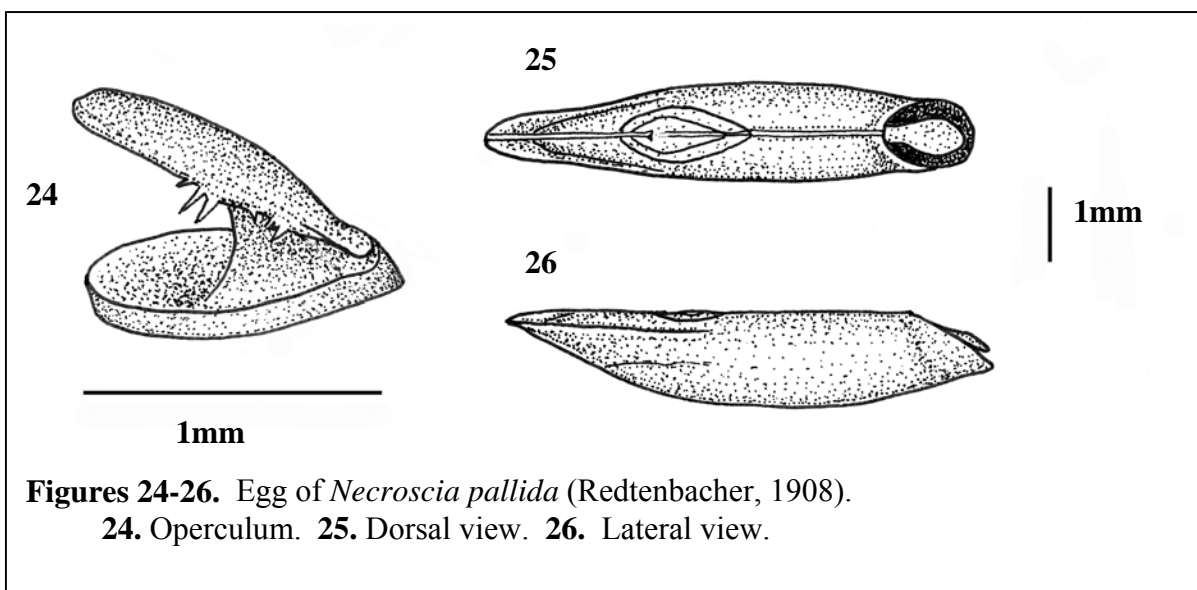 25
24
1mm
26
1mm
Figures 24-26. Egg of Necroscia pallida (Redtenbacher, 1908).
24. Operculum. 25. Dorsal view. 26. Lateral view.